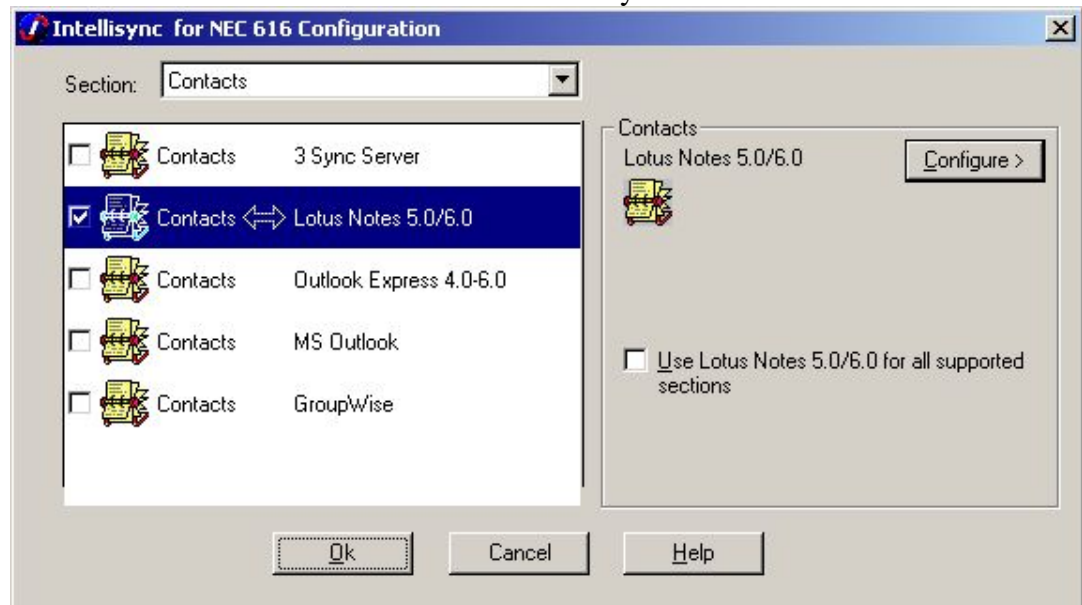 Intellisync for NEC 616 Configuration
Section: Contacts
Contacts 3 Sync Server
Contacts Lotus Notes 5.0/6.0
Contacts Outlook Express 4.0-6.0
Contacts MS Outlook
Contacts GroupWise
Contacts
Lotus Notes 5.0/6.0
Configure >
Use Lotus Notes 5.0/6.0 for all supported
sections
Ok Cancel Help